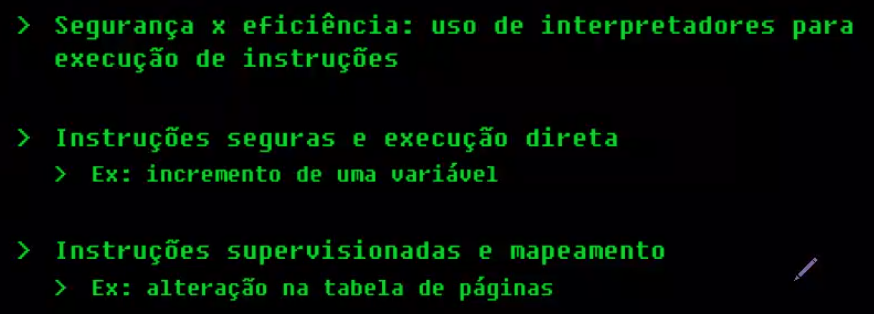 > Segurança x eficiência: uso de interpretadores para
execução de instruções
> Instruções seguras e execução direta
> Ex: incremento de uma variável
> Instruções supervisionadas e mapeamento
> Ex: alteração na tabela de páginas